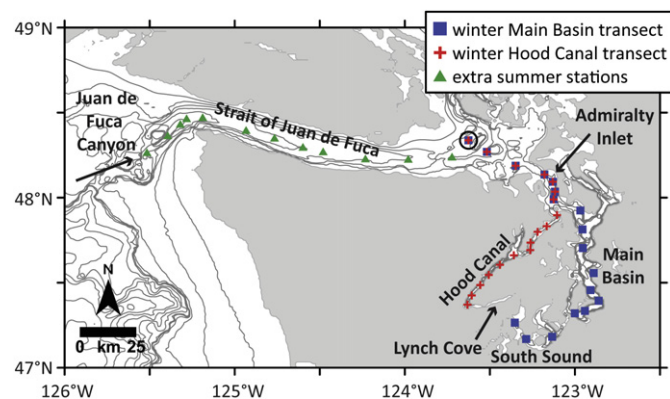 winter Main Basin transect
winter Hood Canal transect
extra summer stations
49°N
Juan de
Fuca
Canyon
Strait of Juan de Fuca
Admiralty
Inlet
48°N
N
Hood Canal
Main
Basin
0 km 25
Lynch Cove
South Sound
47°N
126°W
125°W
124°W
123°W